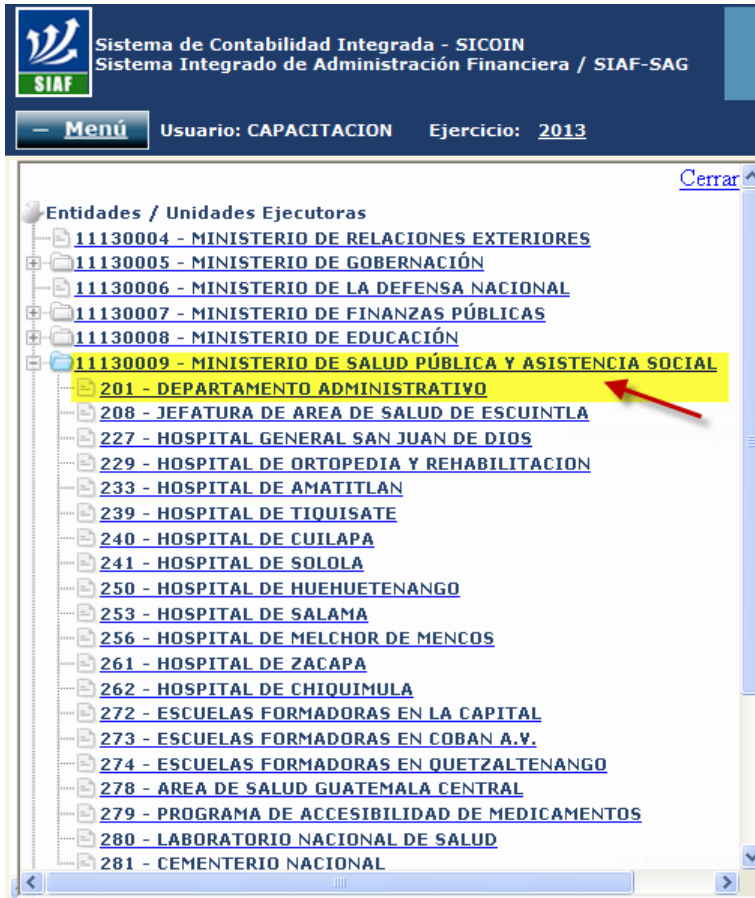 SIAF
Sistema de Contabilidad Integrada - SICOIN
Sistema Integrado de Administración Financiera / SIAF-SAG
− Menú Usuario: CAPACITACION Ejercicio: 2013
Cerrar
Entidades / Unidades Ejecutoras
11130004 - MINISTERIO DE RELACIONES EXTERIORES
11130005 - MINISTERIO DE GOBERNACIÓN
11130006 - MINISTERIO DE LA DEFENSA NACIONAL
11130007 - MINISTERIO DE FINANZAS PÚBLICAS
11130008 - MINISTERIO DE EDUCACIÓN
11130009 - MINISTERIO DE SALUD PÚBLICA Y ASISTENCIA SOCIAL
201 - DEPARTAMENTO ADMINISTRATIVO
208 - JEFATURA DE AREA DE SALUD DE ESCUINTLA
227 - HOSPITAL GENERAL SAN JUAN DE DIOS
229 - HOSPITAL DE ORTOPEDIA Y REHABILITACION
233 - HOSPITAL DE AMATITLAN
239 - HOSPITAL DE TIQUISATE
240 - HOSPITAL DE CUILAPA
241 - HOSPITAL DE SOLOLA
250 - HOSPITAL DE HUEHUETENANGO
253 - HOSPITAL DE SALAMA
256 - HOSPITAL DE MELCHOR DE MENCOS
261 - HOSPITAL DE ZACAPA
262 - HOSPITAL DE CHIQUIMULA
272 - ESCUELAS FORMADORAS EN LA CAPITAL
273 - ESCUELAS FORMADORAS EN COBAN A.V.
274 - ESCUELAS FORMADORAS EN QUETZALTENANGO
278 - AREA DE SALUD GUATEMALA CENTRAL
279 - PROGRAMA DE ACCESIBILIDAD DE MEDICAMENTOS
280 - LABORATORIO NACIONAL DE SALUD
281 - CEMENTERIO NACIONAL